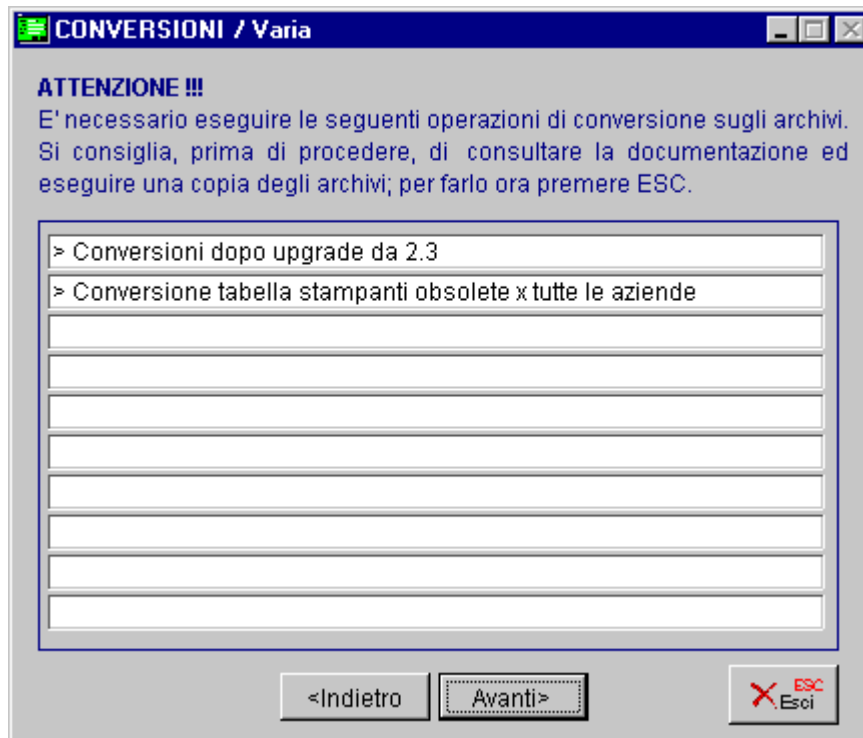 CONVERSIONI / Varia
ATTENZIONE !!!
E' necessario eseguire le seguenti operazioni di conversione sugli archivi.
Si consiglia, prima di procedere, di consultare la documentazione ed
eseguire una copia degli archivi; per farlo ora premere ESC.
> Conversioni dopo upgrade da 2.3
> Conversione tabella stampanti obsolete x tutte le aziende
<Indietro
Avanti>
ESC
Esci